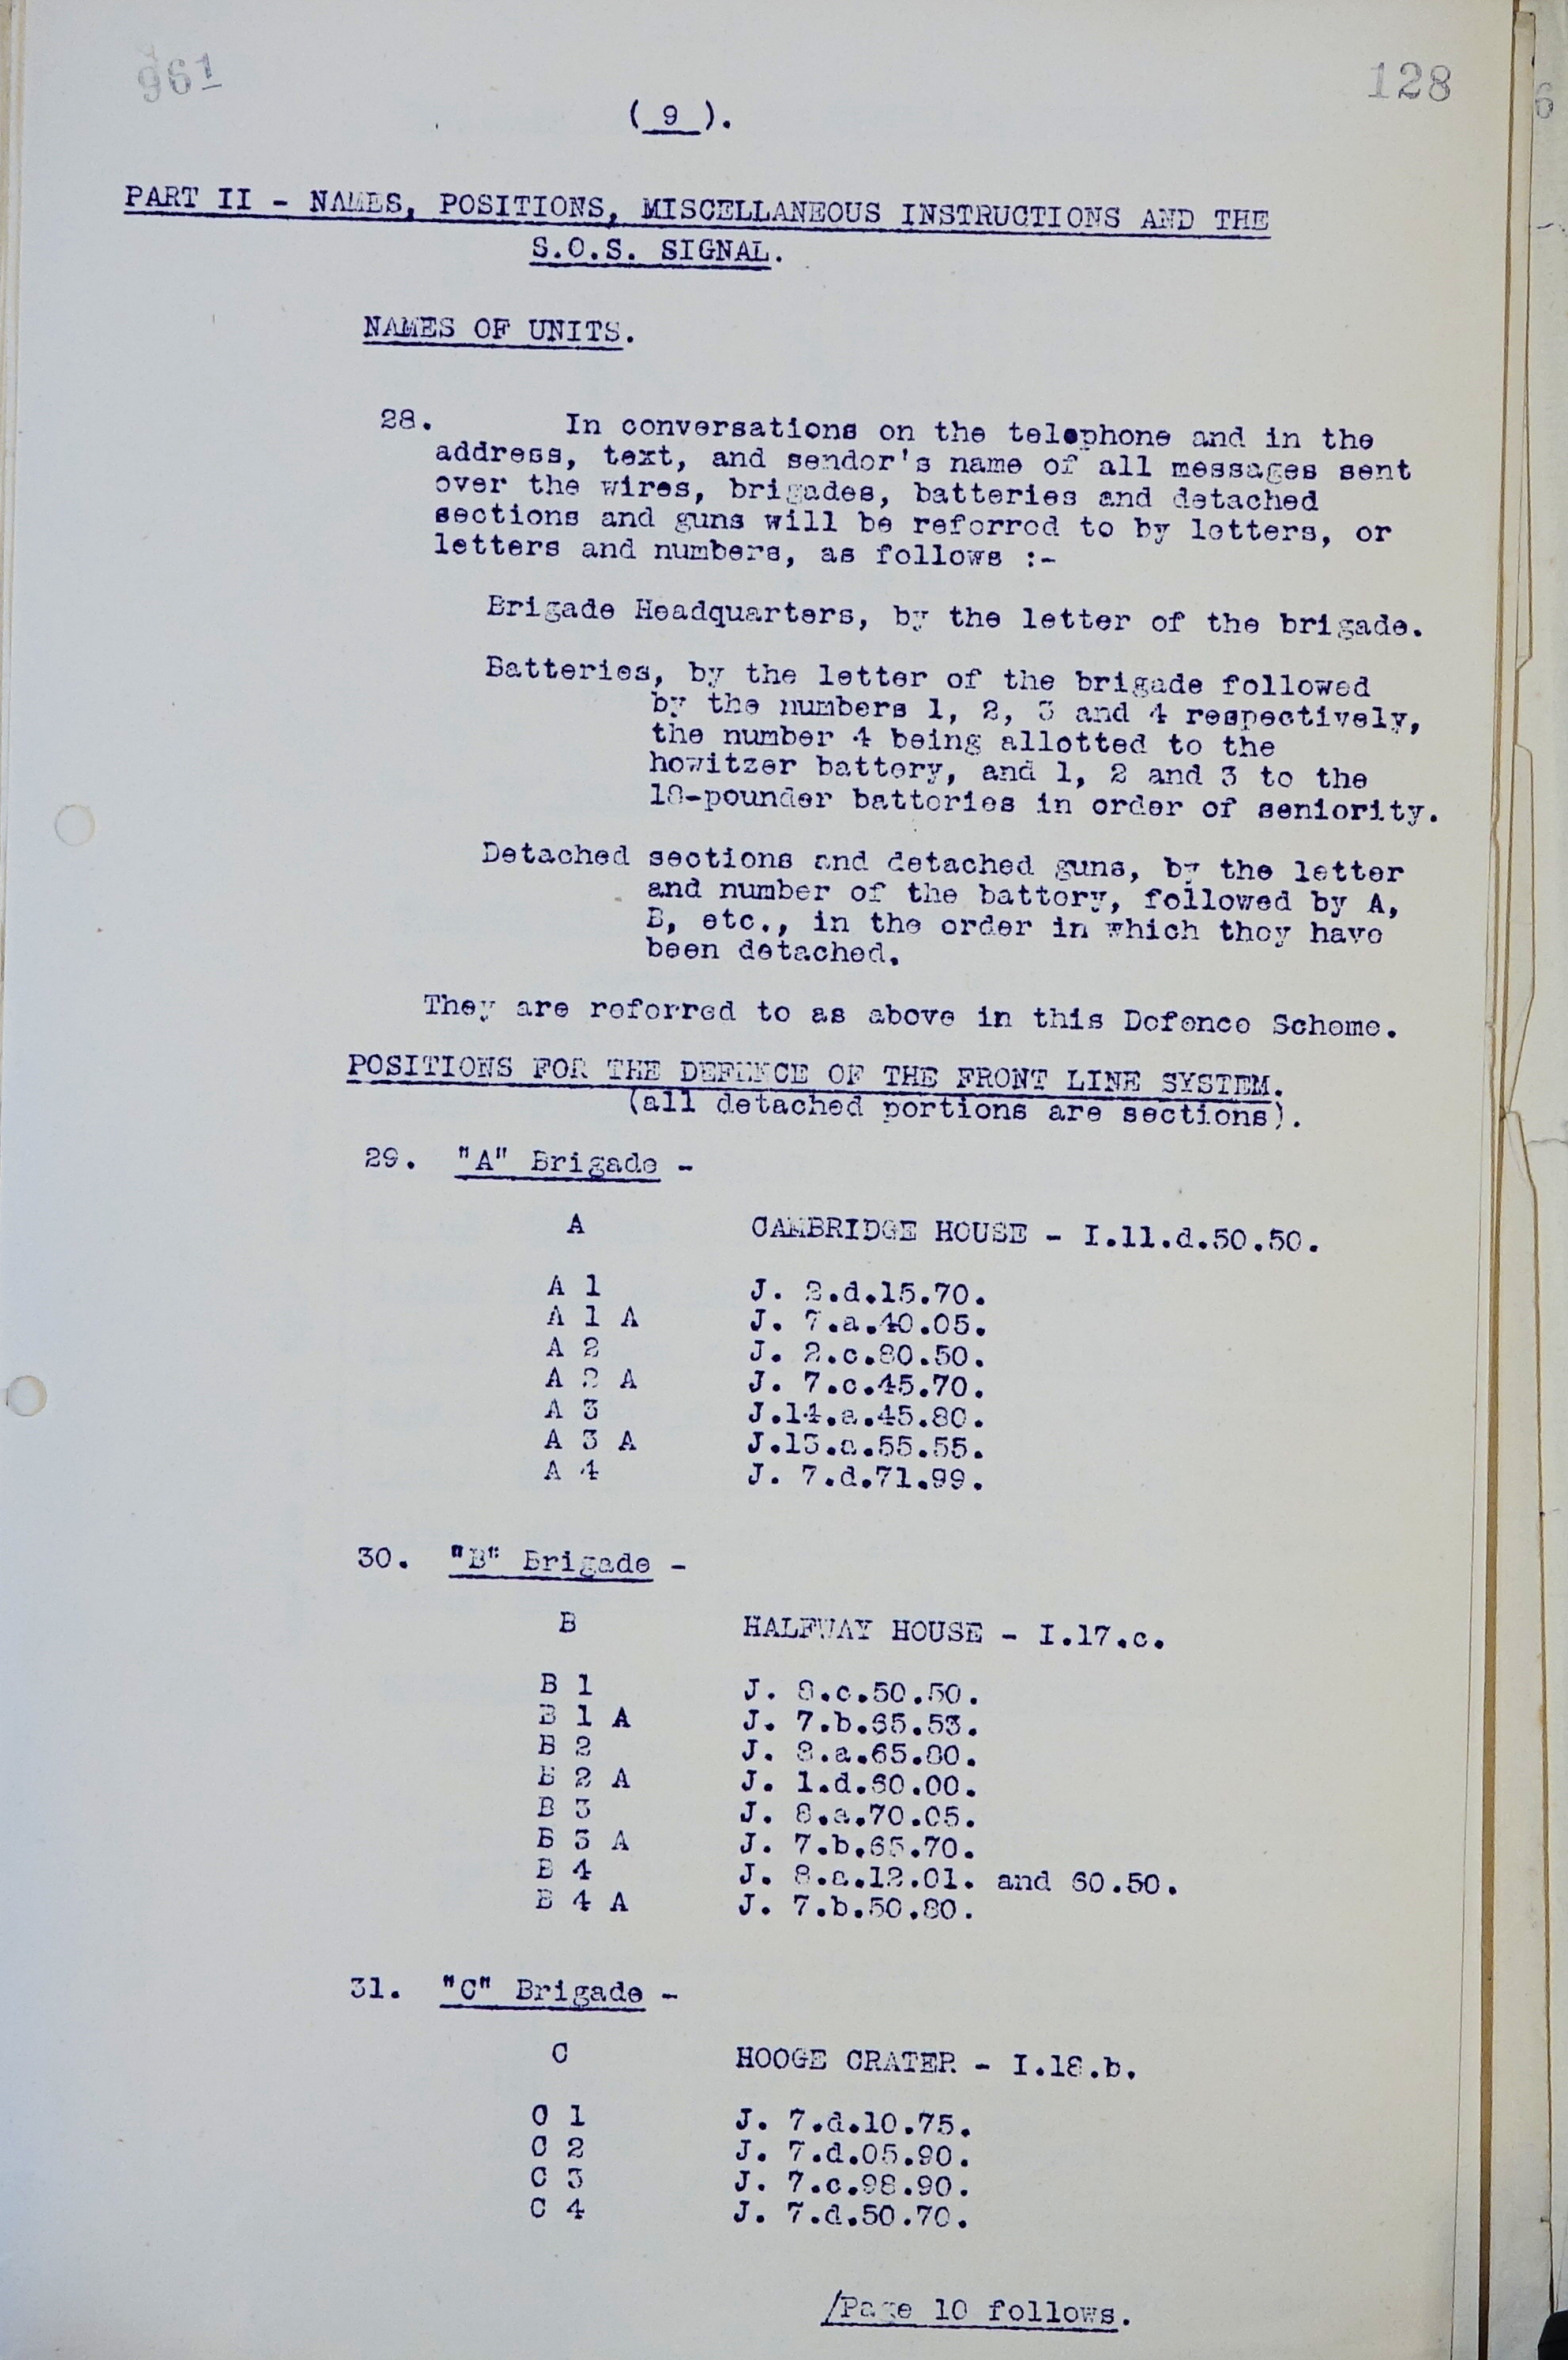 961
128
( 9 ).
PART II - NAMES, POSITIONS, MISCELLANEOUS INSTRUCTIONS AND THE
S.O.S. SIGNAL.
NAMES OF UNITS.
28. In conversations on the telephone and in the
address, text, and sendor's name of all messages sent
over the wires, brigades, batteries and detached
sections and guns will be referred to by letters, or
letters and numbers, as follows :-
Brigade Headquarters, by the letter of the brigade.
Batteries, by the letter of the brigade followed
by the numbers 1, 2, 3 and 4 respectively,
the number 4 being allotted to the
howitzer battery, and 1, 2 and 3 to the
18-pounder batteries in order of seniority.
Detached sections and detached guns, by the letter
and number of the battery, followed by A,
B, etc., in the order in which they have
been detached.
They are referred to as above in this Defence Scheme.
POSITIONS FOR THE DEFENCE OF THE FRONT LINE SYSTEM.
(all detached portions are sections).
29. "A" Brigade -
A CAMBRIDGE HOUSE - I.11.d.50.50.
A 1 J. 2.d.15.70.
A 1 A J. 7.a.40.05.
A 2 J. 2.c.80.50.
A 2 A J. 7.c.45.70.
A 3 J.14.a.45.80.
A 3 A J.13.a.55.55.
A 4 J. 7.d.71.99.
30. "B" Brigade -
B HALFWAY HOUSE - I.17.c.
B 1 J. 8.c.50.50.
B 1 A J. 7.b.65.53.
B 2 J. 8.a.65.80.
B 2 A J. 1.d.60.00.
B 3 J. 8.a.70.05.
B 3 A J. 7.b.65.70.
B 4 J. 8.a.12.01. and 60.50.
B 4 A J. 7.b.50.80.
31. "C" Brigade -
C HOOGE CRATER - I.18.b.
C 1 J. 7.d.10.75.
C 2 J. 7.d.05.90.
C 3 J. 7.c.98.90.
C 4 J. 7.d.50.70.
/Page 10 follows.